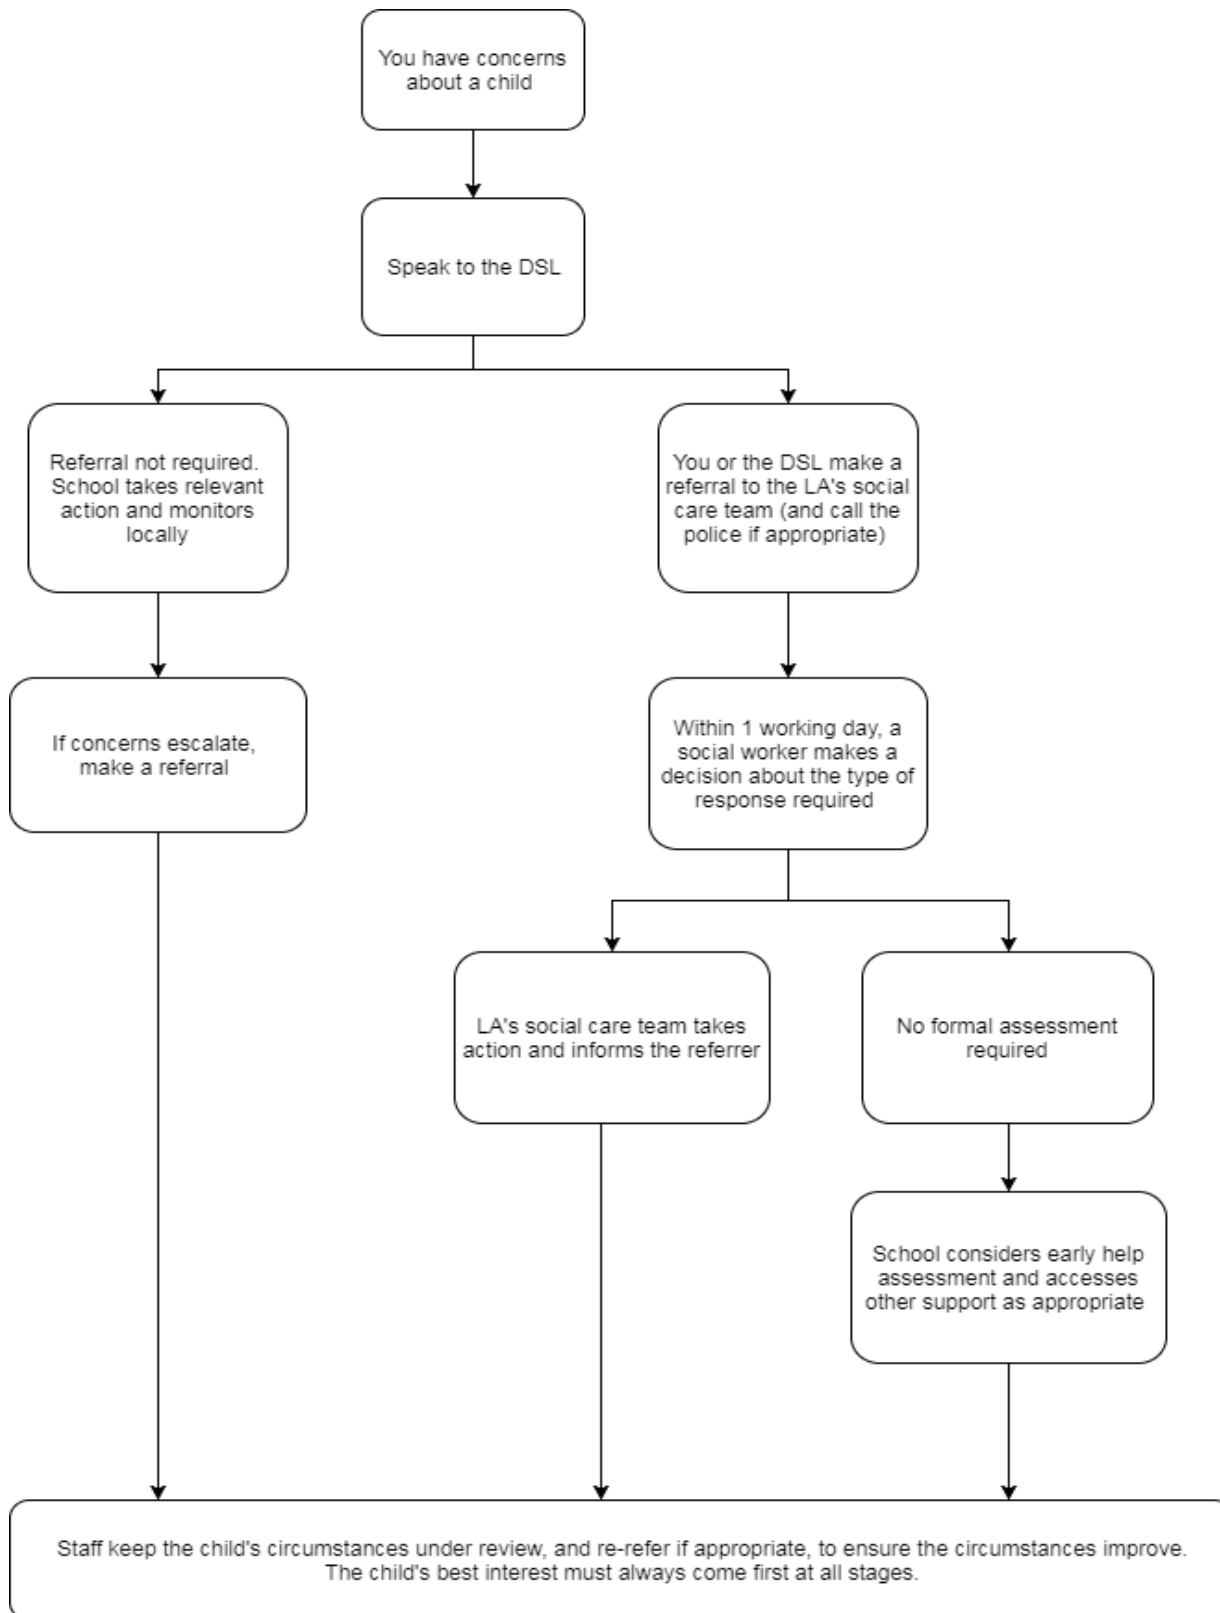 You have concerns
about a child
Speak to the DSL
Referral not required.
School takes relevant
action and monitors
locally
You or the DSL make a
referral to the LA's social
care team (and call the
police if appropriate)
If concerns escalate,
make a referral
Within 1 working day, a
social worker makes a
decision about the type of
response required
LA's social care team takes
action and informs the referrer
No formal assessment
required
School considers early help
assessment and accesses
other support as appropriate
Staff keep the child's circumstances under review, and re-refer if appropriate, to ensure the circumstances improve.
The child's best interest must always come first at all stages.